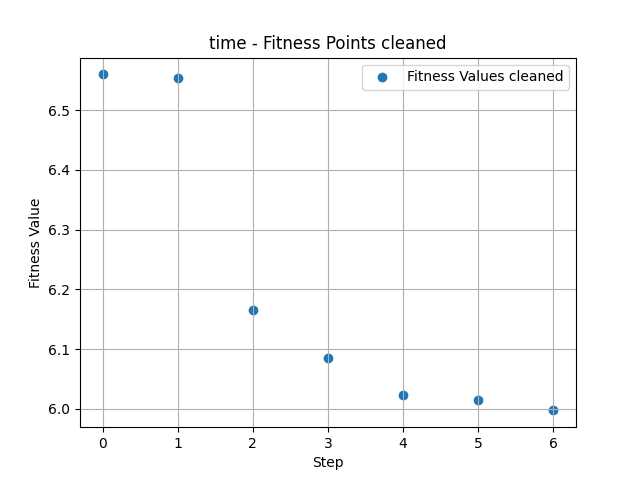 time - Fitness Points cleaned
Fitness Values cleaned
Fitness Value
6.5
6.4
6.3
6.2
6.1
6.0
0 1 2 3 4 5 6
Step